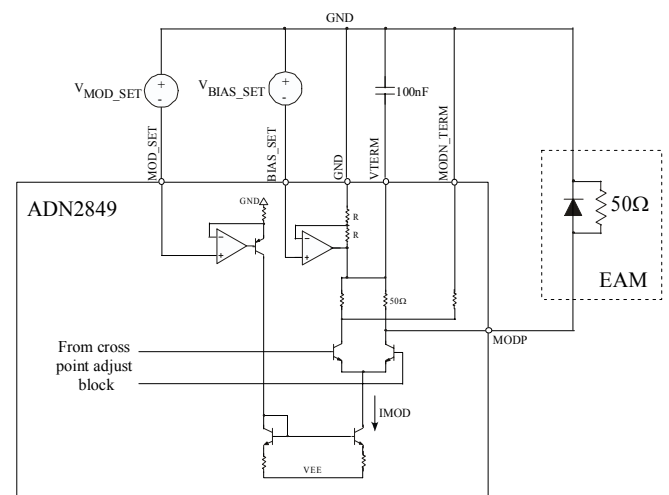 GND
V_MOD_SET
+
-
V_BIAS_SET
+
-
100nF
MOD_SET
BIAS_SET
GND
VTERM
MODN_TERM
ADN2849
GND
R
R
-
+
-
+
50Ω
50Ω
EAM
MODP
From cross
point adjust
block
IMOD
VEE